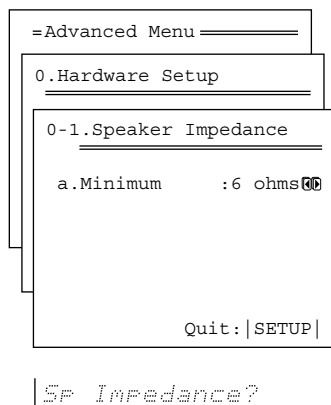 =Advanced Menu
0.Hardware Setup
0-1.Speaker Impedance
a.Minimum :6 ohms
Quit:|SETUP|
Sp Impedance?